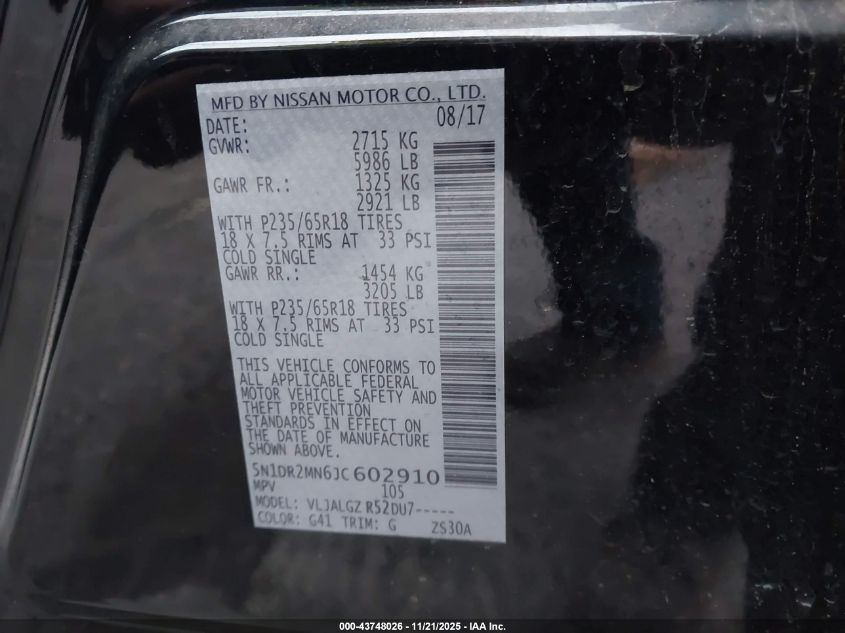 MFD BY NISSAN MOTOR CO., LTD.
DATE: 08/17
GVWR: 2715 KG
5986 LB
GAWR FR.: 1325 KG
2921 LB
WITH P235/65R18 TIRES
18 X 7.5 RIMS AT 33 PSI
COLD SINGLE
GAWR RR.: 1454 KG
3205 LB
WITH P235/65R18 TIRES
18 X 7.5 RIMS AT 33 PSI
COLD SINGLE
THIS VEHICLE CONFORMS TO
ALL APPLICABLE FEDERAL
MOTOR VEHICLE SAFETY AND
THEFT PREVENTION
STANDARDS IN EFFECT ON
THE DATE OF MANUFACTURE
SHOWN ABOVE.
5N1DR2MN6JC602910
MPV 105
MODEL: VLJALGZ R52DU7-----
COLOR: G41 TRIM: G ZS30A
000-43748026 - 11/21/2025 - IAA Inc.